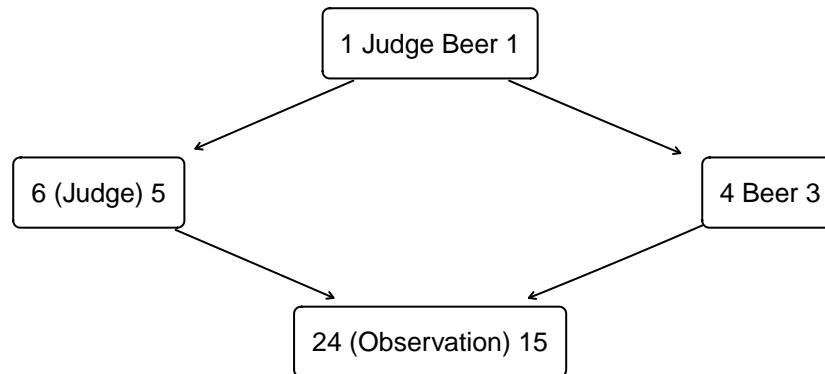 1 Judge Beer 1
6 (Judge) 5
4 Beer 3
24 (Observation) 15